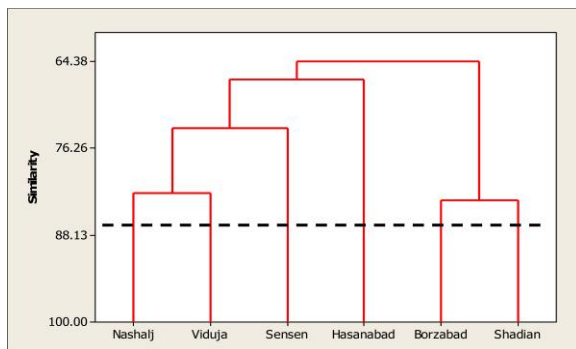 64.38
76.26
Similarity
88.13
100.00
Nashalj Viduja Sensen Hasanabad Borzabad Shadian